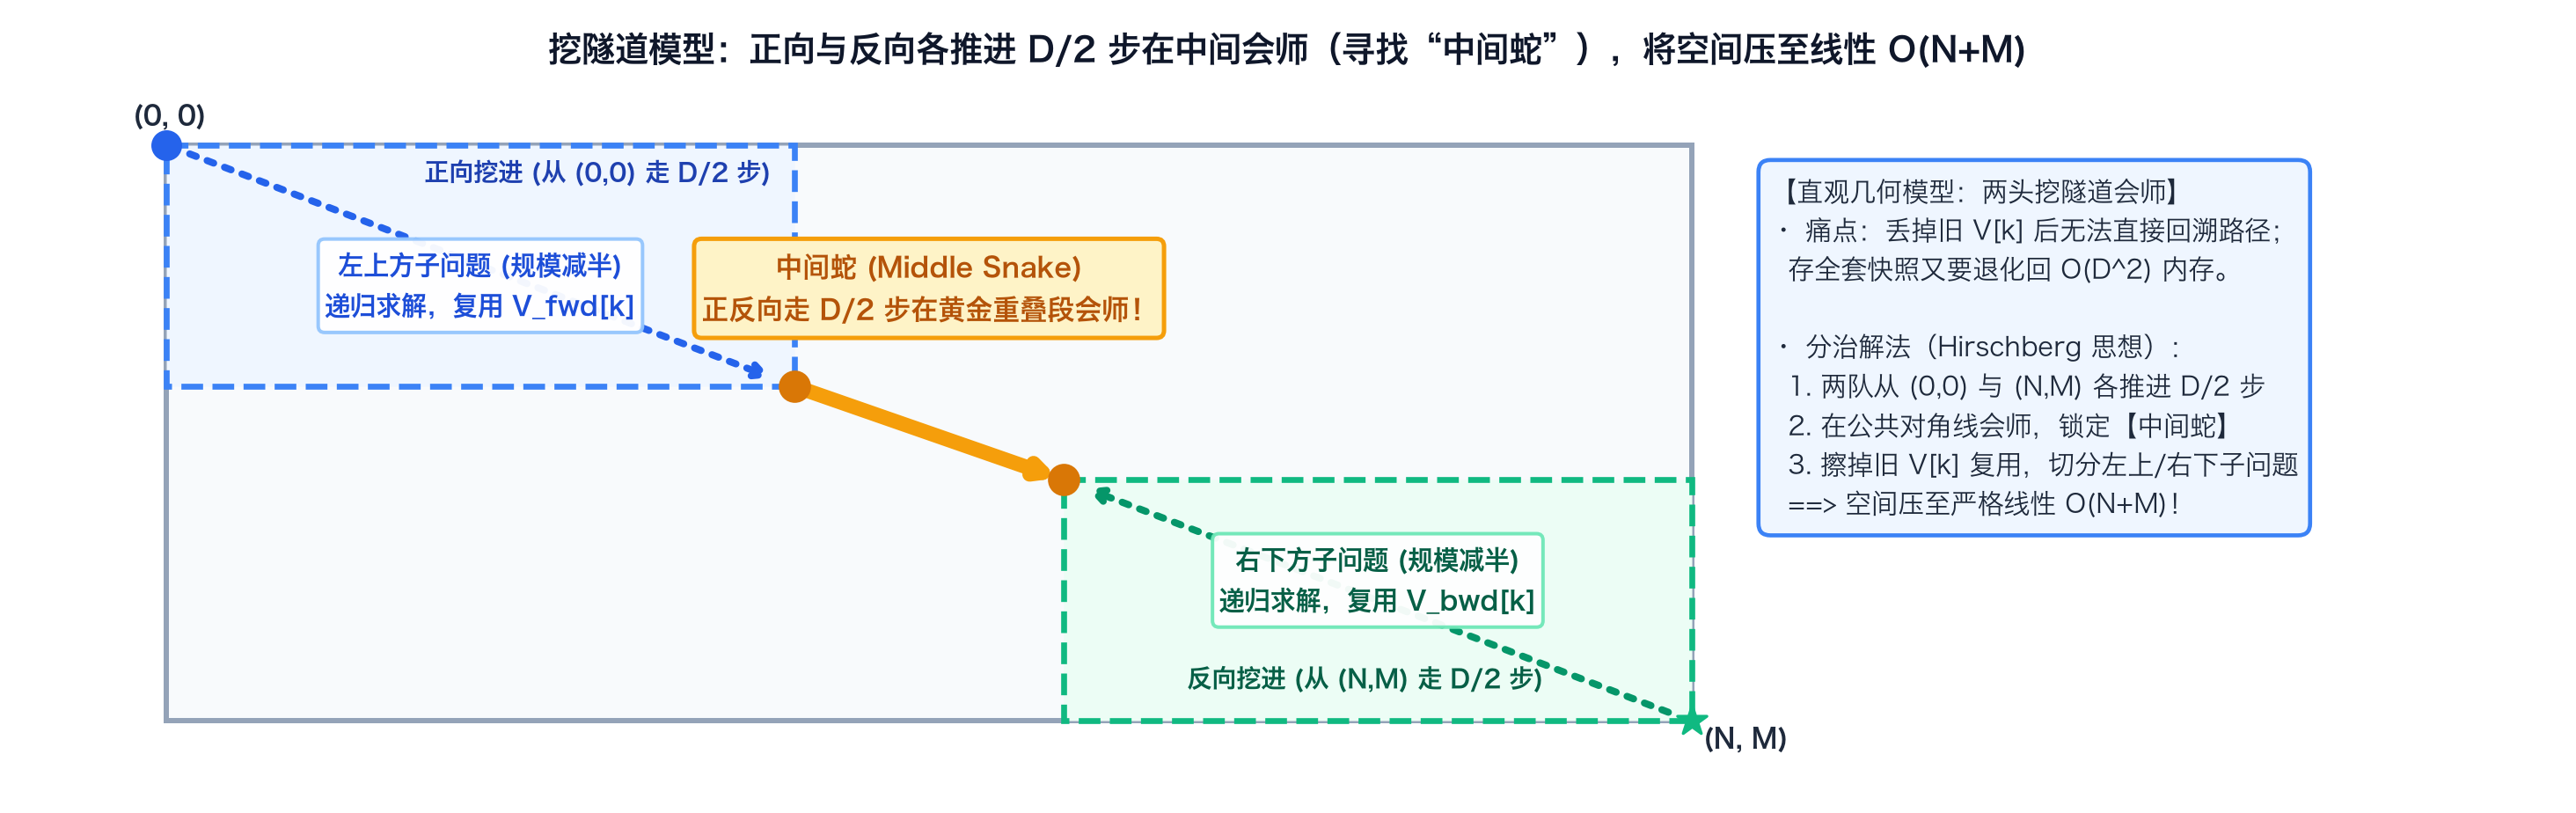 挖隧道模型：正向与反向各推进 D/2 步在中间会师（寻找“中间蛇”），将空间压至线性 O(N+M)
(0, 0)
正向挖进 (从 (0,0) 走 D/2 步)
左上方子问题 (规模减半)
递归求解，复用 V_fwd[k]
中间蛇 (Middle Snake)
正反向走 D/2 步在黄金重叠段会师！
右下方子问题 (规模减半)
递归求解，复用 V_bwd[k]
反向挖进 (从 (N,M) 走 D/2 步)
(N, M)
【直观几何模型：两头挖隧道会师】
· 痛点：丢掉旧 V[k] 后无法直接回溯路径；
存全套快照又要退化回 O(D^2) 内存。
· 分治解法（Hirschberg 思想）：
1. 两队从 (0,0) 与 (N,M) 各推进 D/2 步
2. 在公共对角线会师，锁定【中间蛇】
3. 擦掉旧 V[k] 复用，切分左上/右下子问题
==> 空间压至严格线性 O(N+M)！